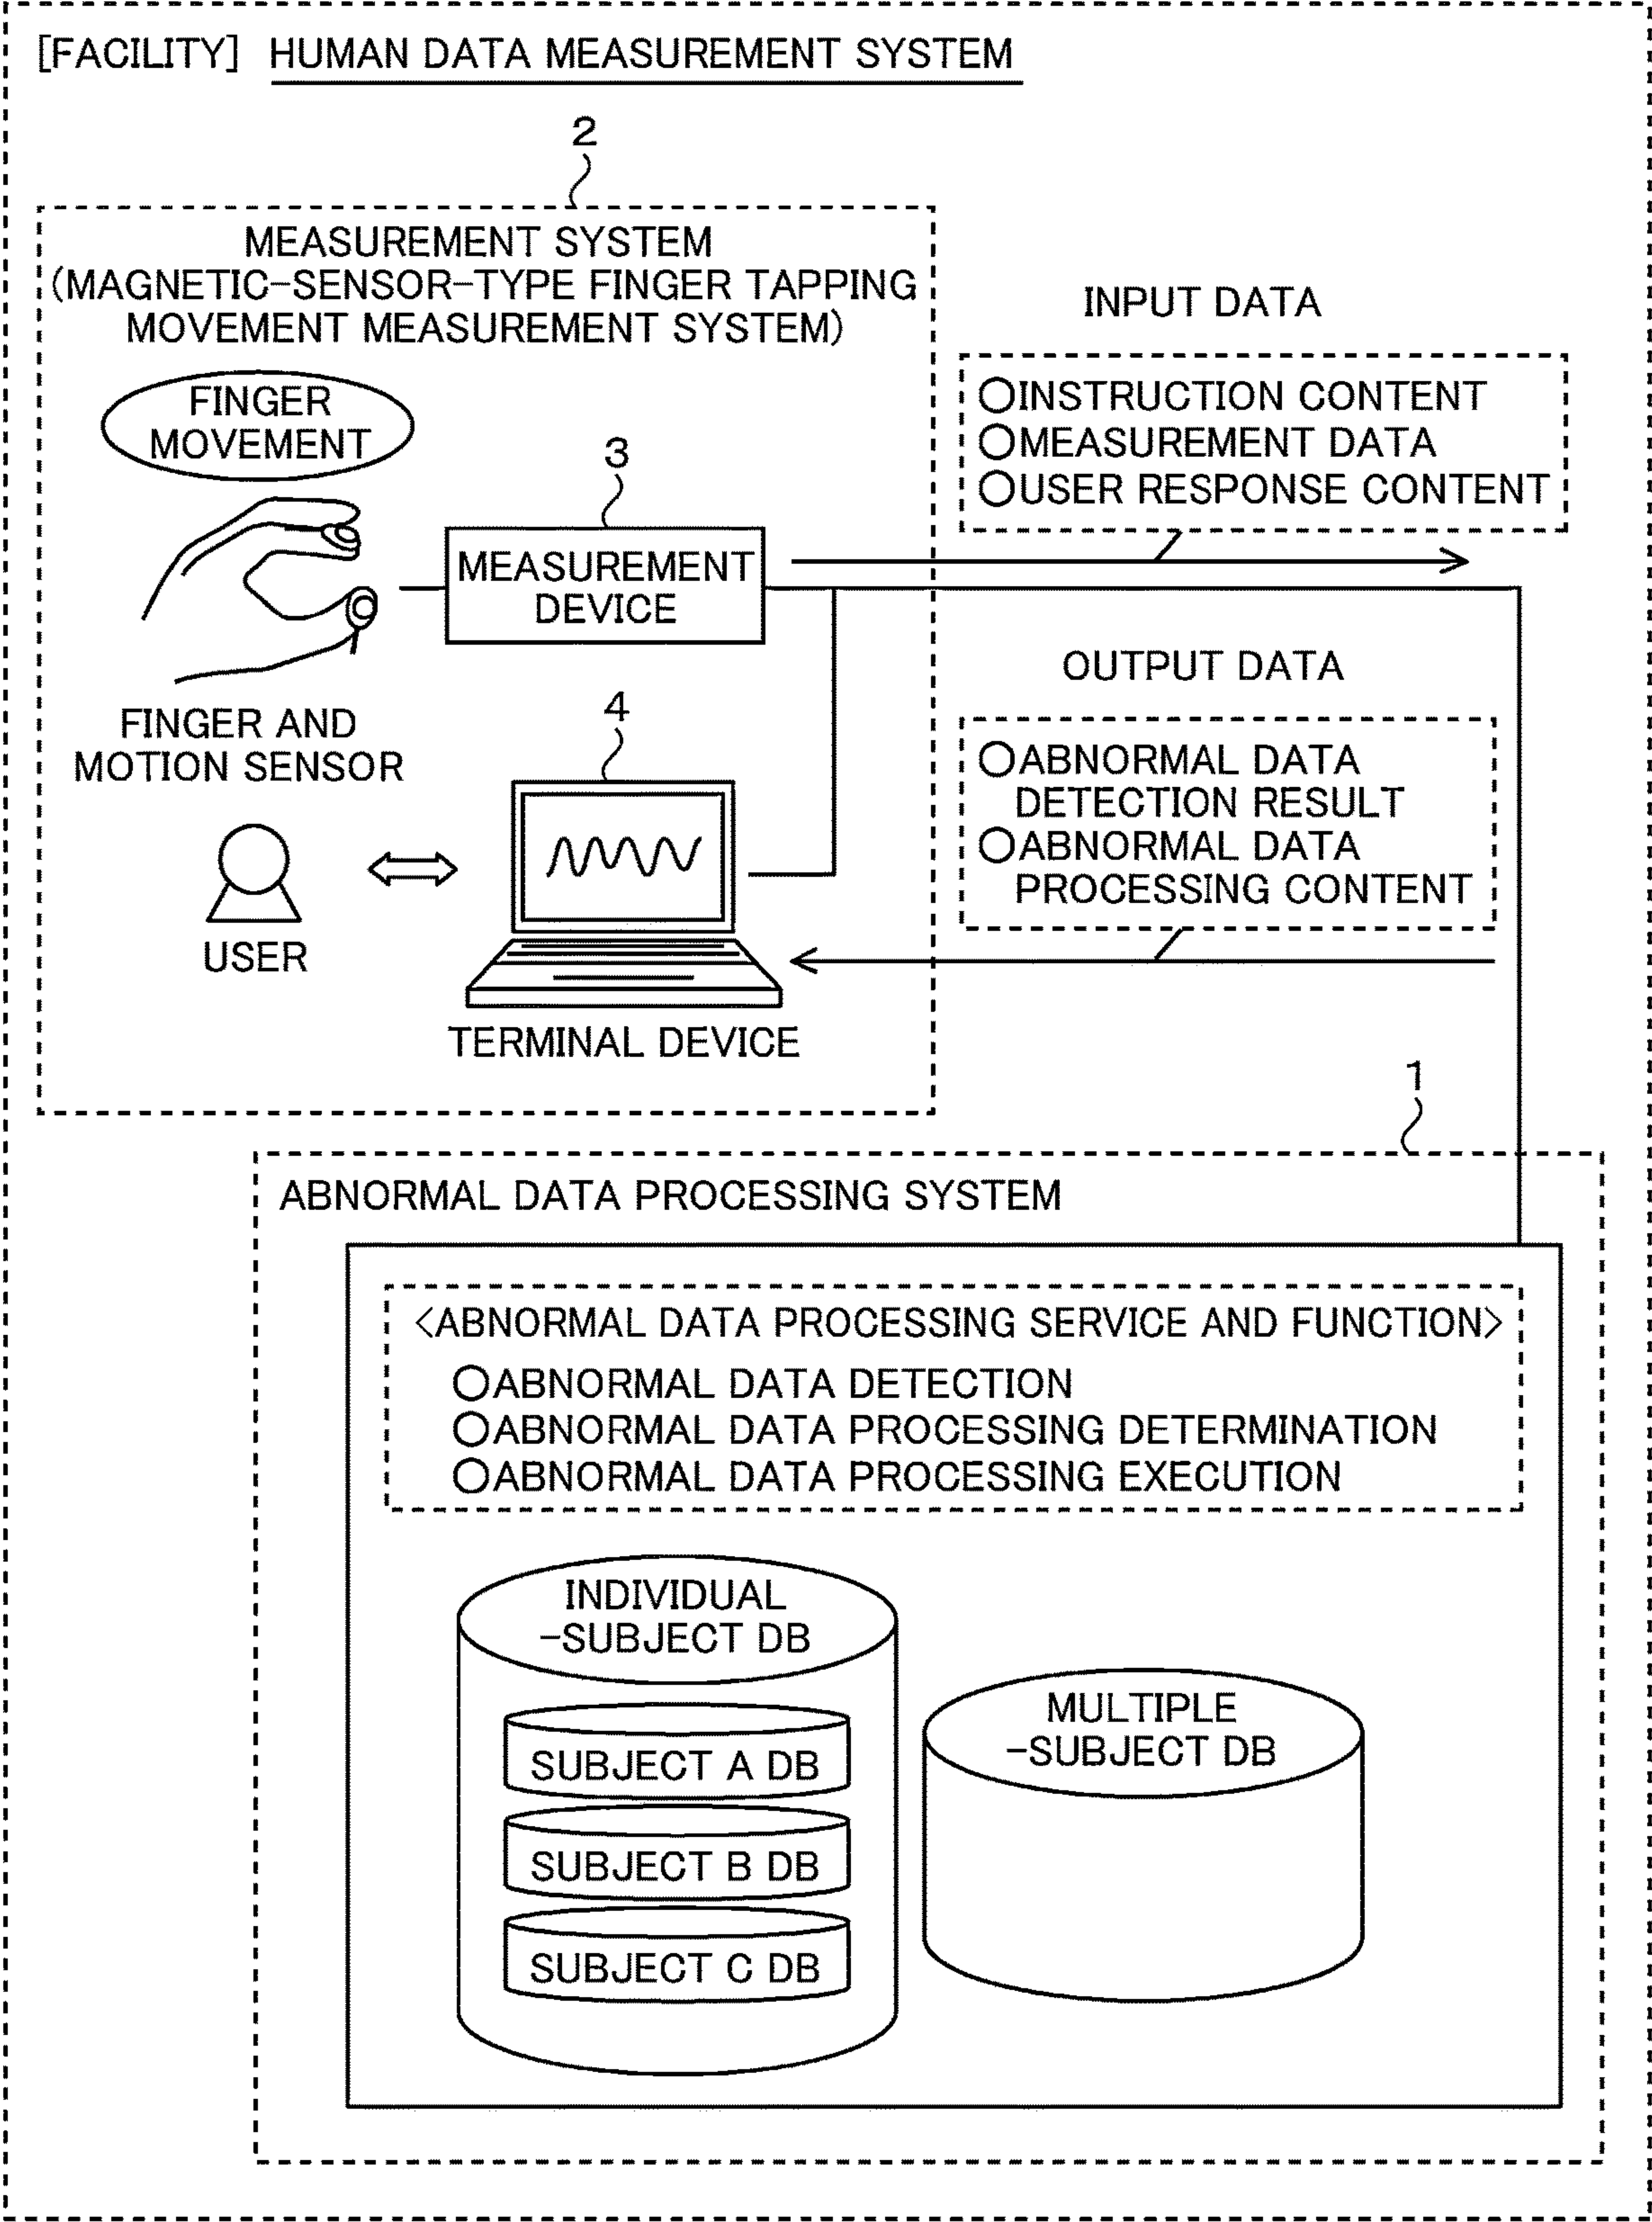 [FACILITY] HUMAN DATA MEASUREMENT SYSTEM
2
MEASUREMENT SYSTEM
(MAGNETIC-SENSOR-TYPE FINGER TAPPING
MOVEMENT MEASUREMENT SYSTEM)
FINGER
MOVEMENT
3
MEASUREMENT
DEVICE
FINGER AND
MOTION SENSOR
4
USER
TERMINAL DEVICE
INPUT DATA
○INSTRUCTION CONTENT
○MEASUREMENT DATA
○USER RESPONSE CONTENT
OUTPUT DATA
○ABNORMAL DATA
DETECTION RESULT
○ABNORMAL DATA
PROCESSING CONTENT
1
ABNORMAL DATA PROCESSING SYSTEM
<ABNORMAL DATA PROCESSING SERVICE AND FUNCTION>
○ABNORMAL DATA DETECTION
○ABNORMAL DATA PROCESSING DETERMINATION
○ABNORMAL DATA PROCESSING EXECUTION
INDIVIDUAL
-SUBJECT DB
SUBJECT A DB
SUBJECT B DB
SUBJECT C DB
MULTIPLE
-SUBJECT DB